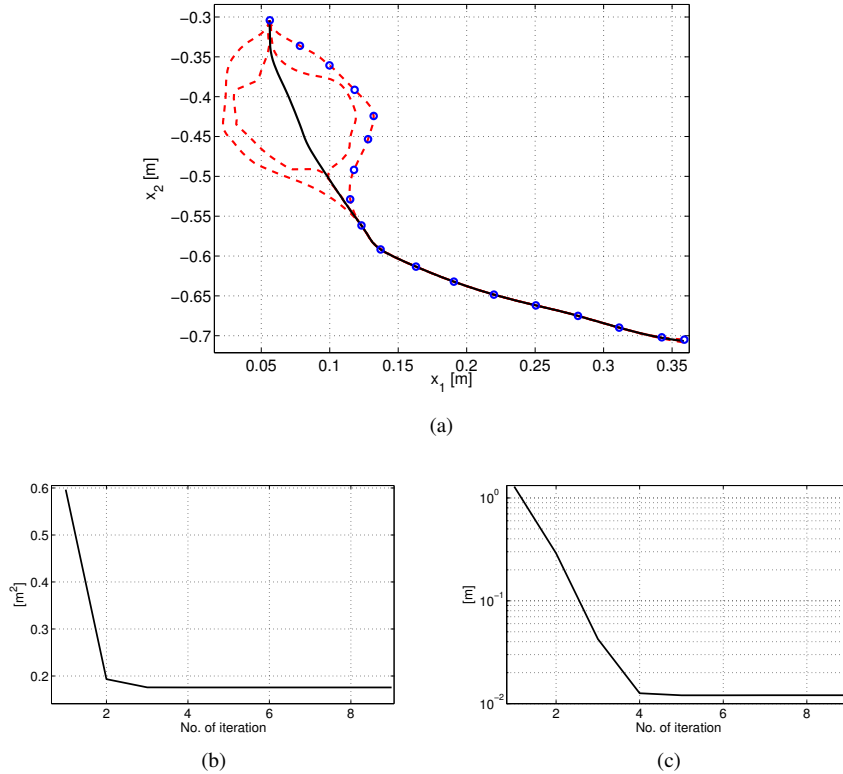 −0.3
−0.35
−0.4
−0.45
−0.5
−0.55
−0.6
−0.65
−0.7
x₂ [m]
0.05 0.1 0.15 0.2 0.25 0.3 0.35
x₁ [m]
(a)
0.6
0.5
0.4
0.3
0.2
[m²]
2 4 6 8
No. of iteration
(b)
10⁰
10⁻¹
10⁻²
[m]
2 4 6 8
No. of iteration
(c)